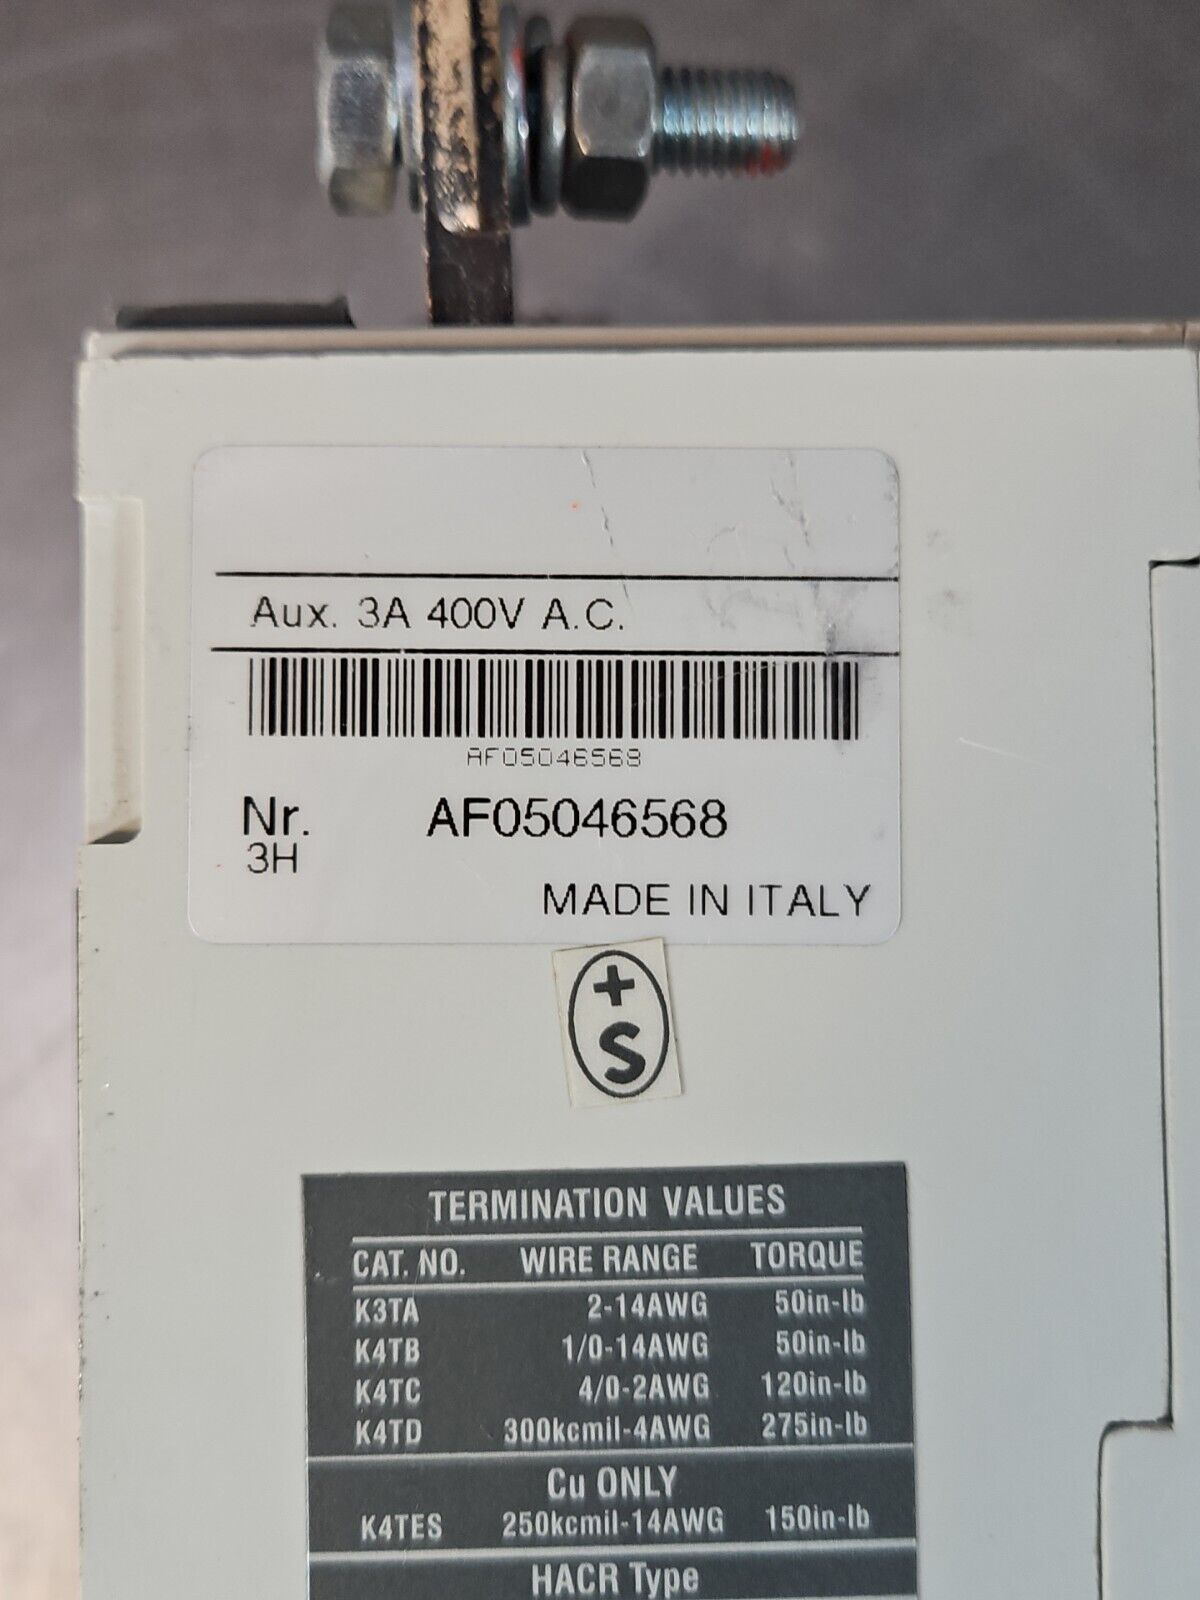 Aux. 3A 400V A.C.
AF05046568
Nr. AF05046568
3H
MADE IN ITALY
+
S
TERMINATION VALUES
CAT. NO. WIRE RANGE TORQUE
K3TA 2-14AWG 50in-lb
K4TB 1/0-14AWG 50in-lb
K4TC 4/0-2AWG 120in-lb
K4TD 300kcmil-4AWG 275in-lb
Cu ONLY
K4TES 250kcmil-14AWG 150in-lb
HACR Type